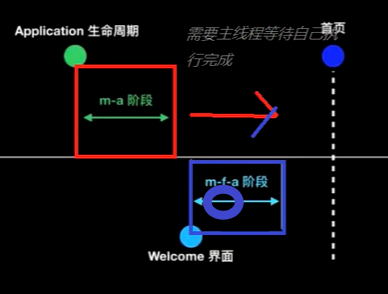 Application 生命周期
需要主线程等待自己执
行完成
首页
m-a 阶段
m-f-a 阶段
Welcome 界面